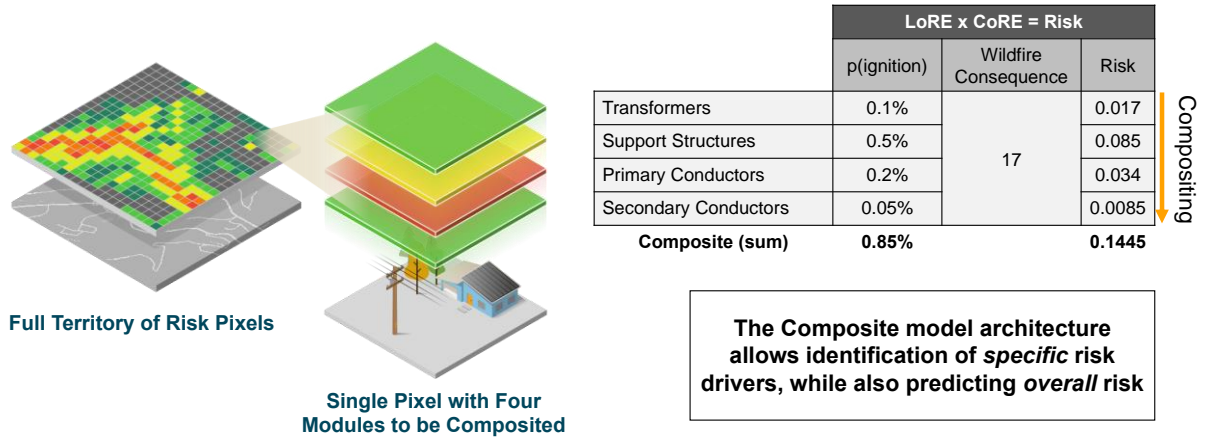 LoRE x CoRE = Risk
p(ignition)
Wildfire
Consequence
Risk
Transformers
0.1%
17
0.017
Support Structures
0.5%
0.085
Primary Conductors
0.2%
0.034
Secondary Conductors
0.05%
0.0085
Composite (sum)
0.85%
0.1445
Compositing
Full Territory of Risk Pixels
Single Pixel with Four
Modules to be Composited
The Composite model architecture
allows identification of specific risk
drivers, while also predicting overall risk